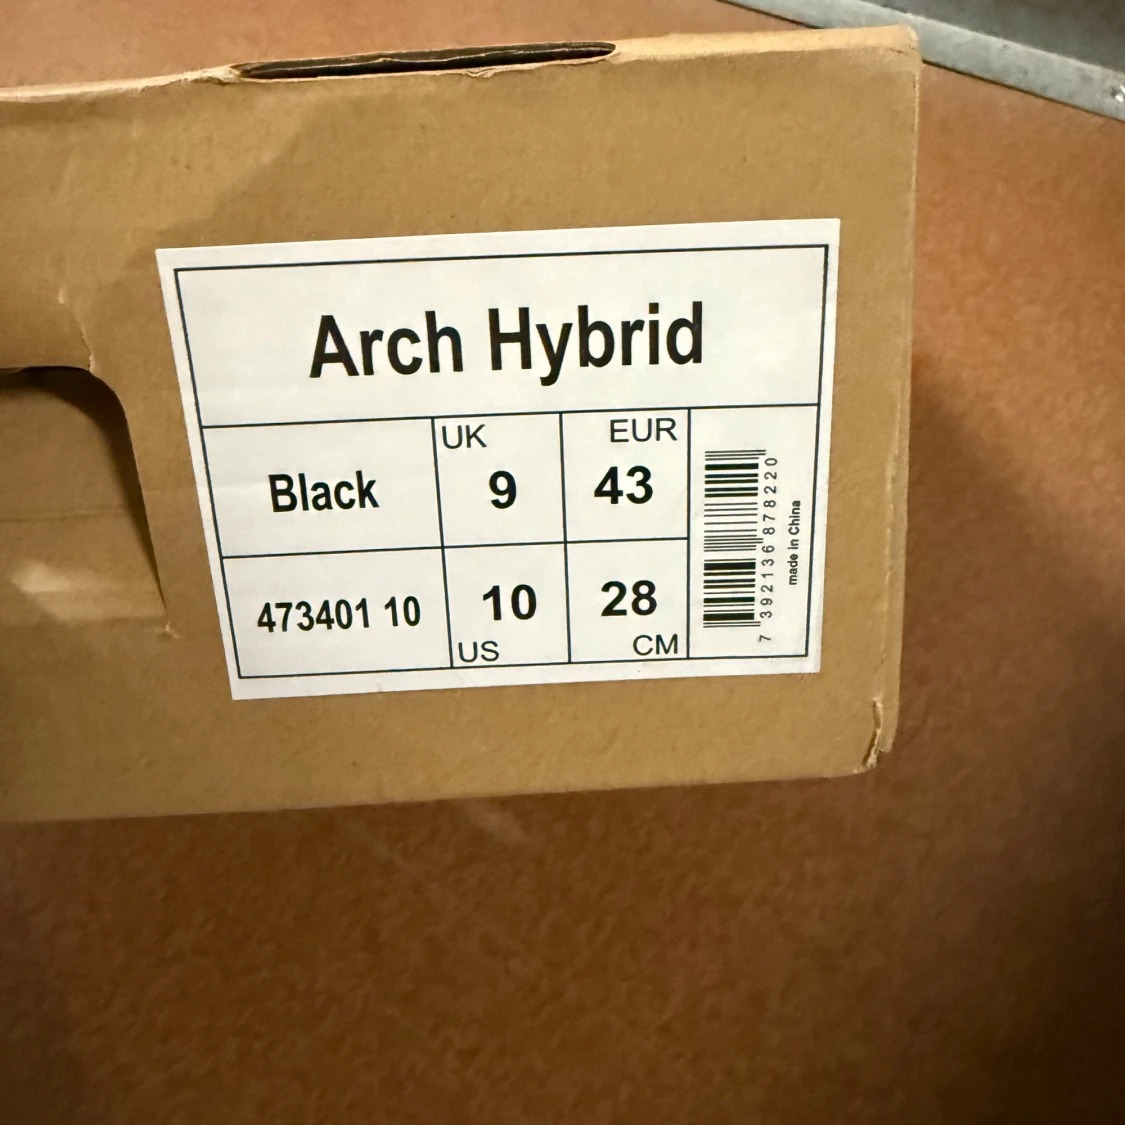 Arch Hybrid
Black
UK
9
EUR
43
473401 10
10
US
28
CM
7 392136 878220
made in China